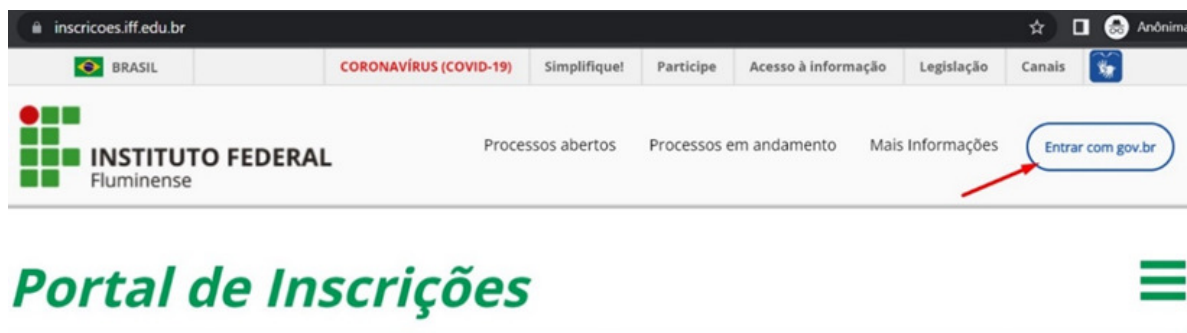 inscricoes.iff.edu.br Anônima
BRASIL CORONAVÍRUS (COVID-19) Simplifique! Participe Acesso à informação Legislação Canais
INSTITUTO FEDERAL
Fluminense
Processos abertos Processos em andamento Mais Informações Entrar com gov.br
Portal de Inscrições